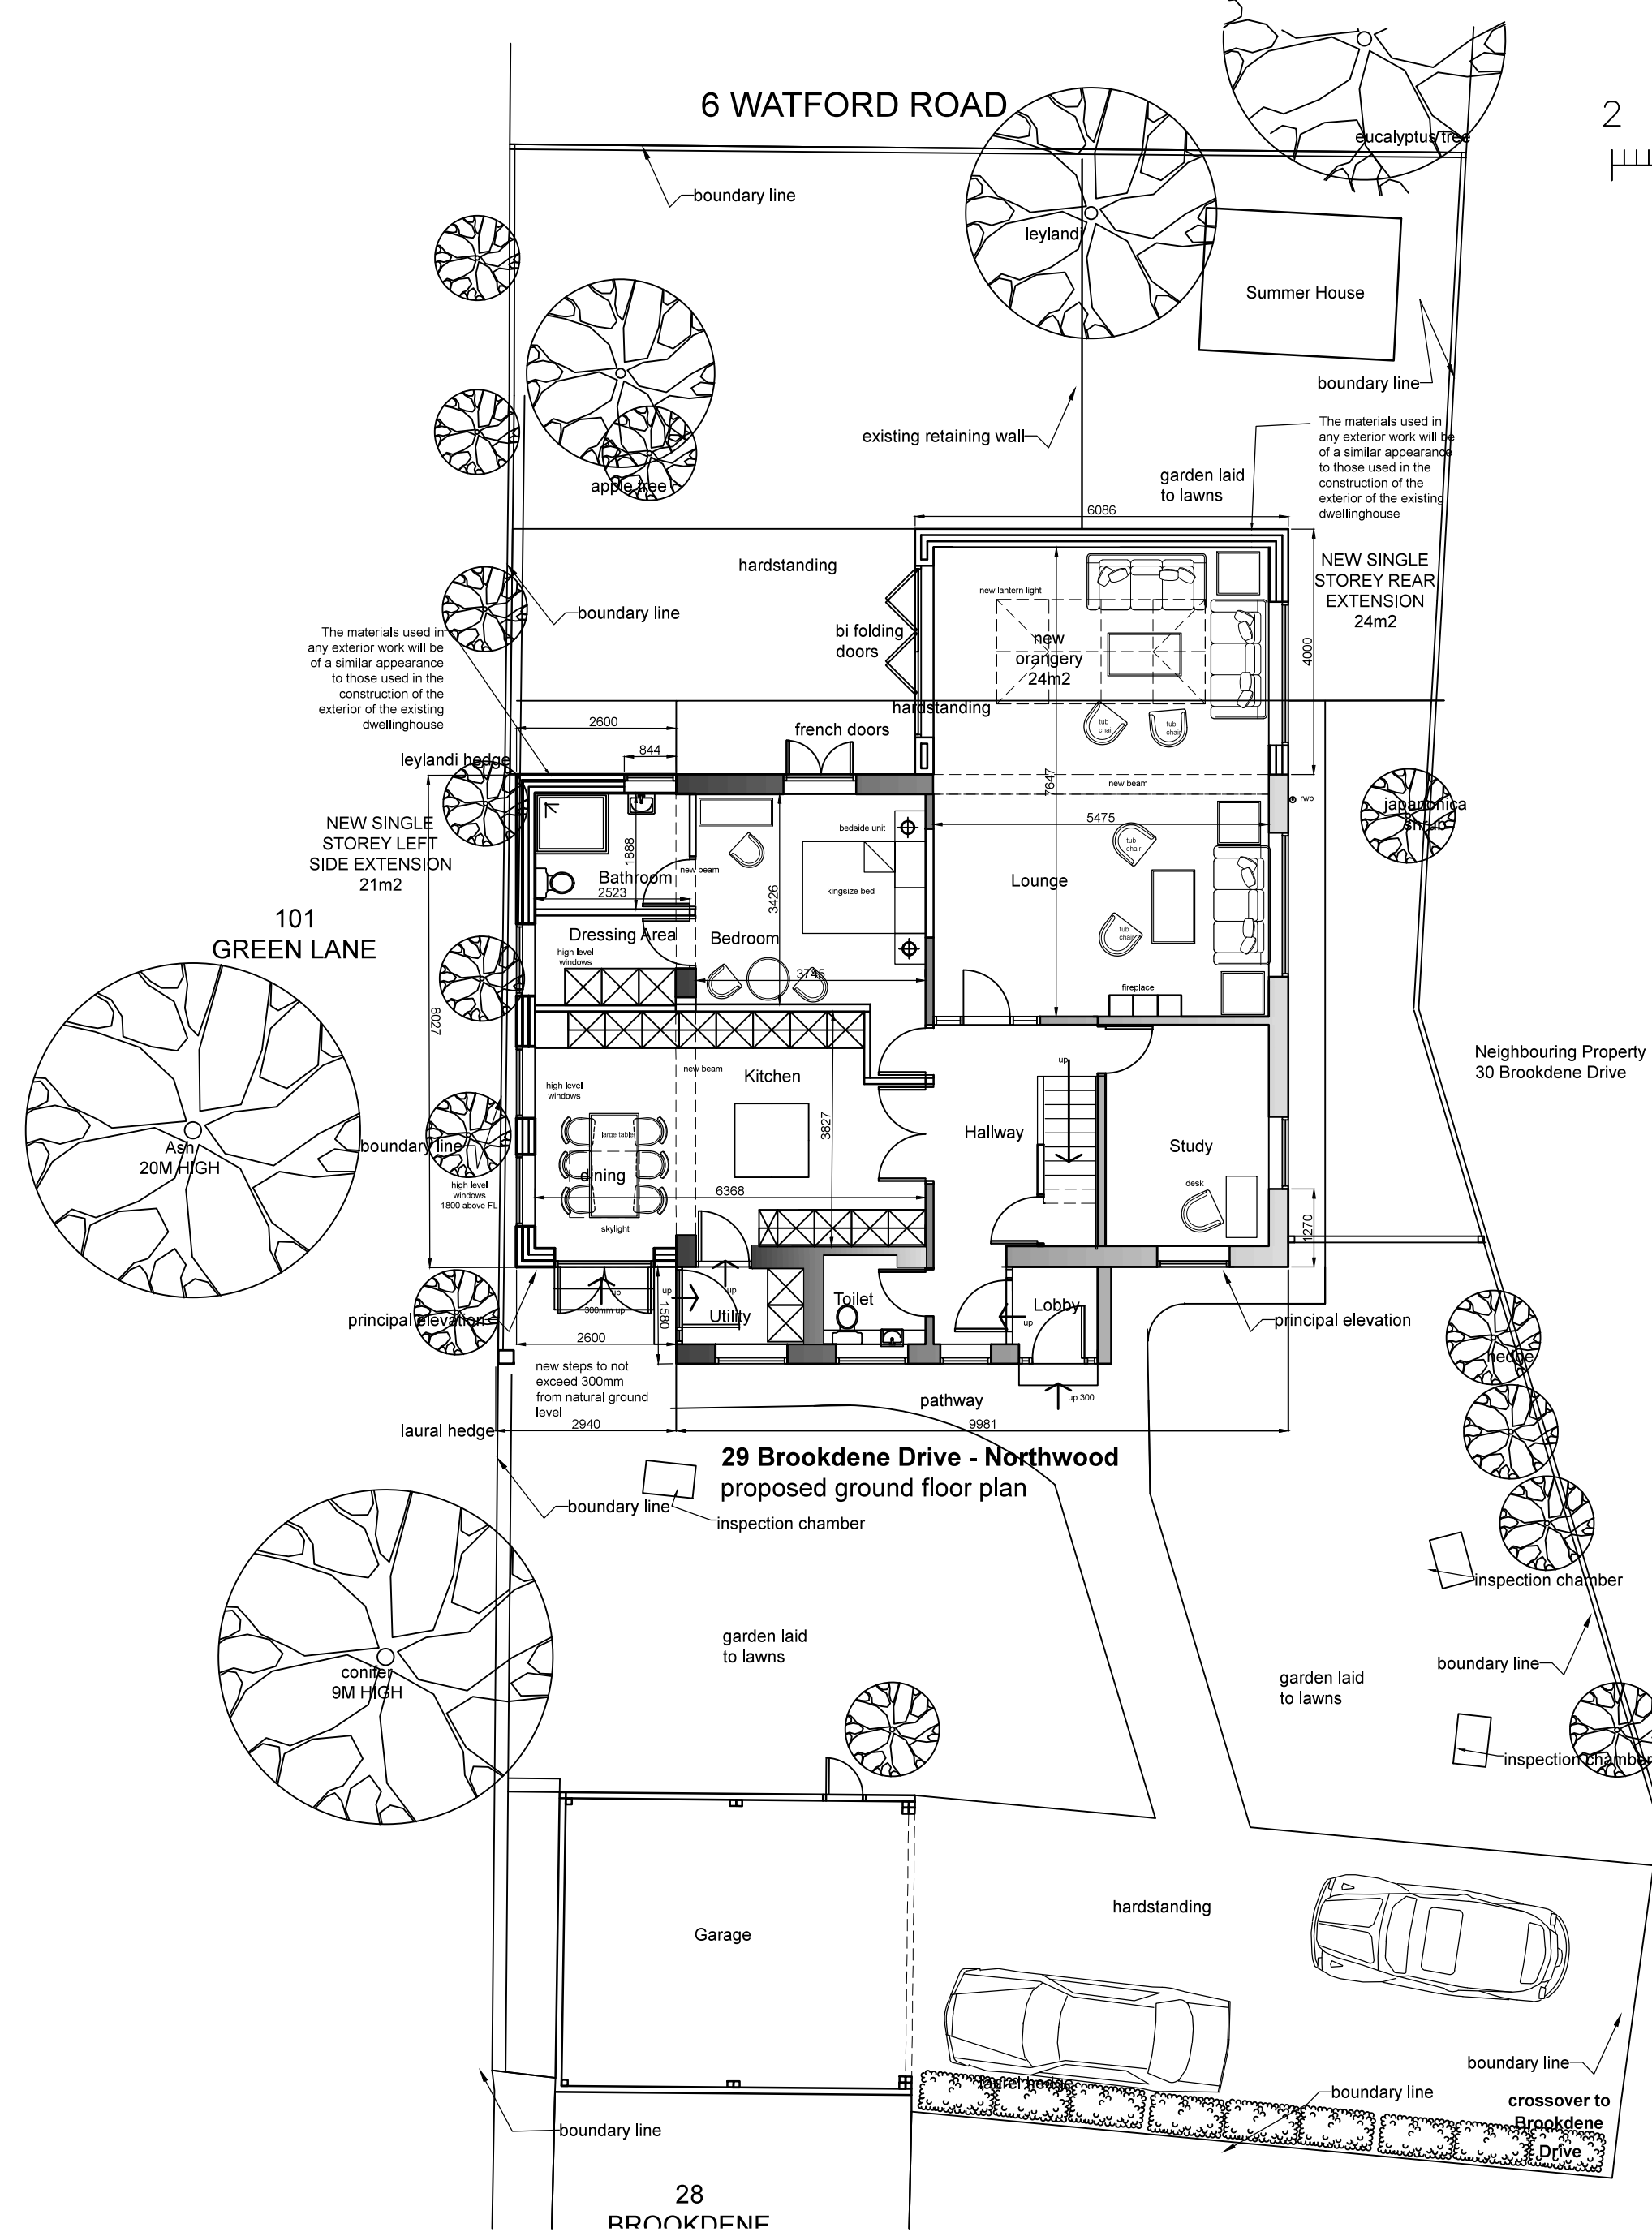 6 WATFORD ROAD
2
eucalyptus tree
boundary line
leylandi
Summer House
boundary line
existing retaining wall
The materials used in
any exterior work will be
of a similar appearance
to those used in the
construction of the
exterior of the existing
dwellinghouse
garden laid
to lawns
6086
hardstanding
NEW SINGLE
STOREY REAR
EXTENSION
24m2
apple tree
boundary line
new lantern light
bi folding
doors
new
orangery
24m2
4000
The materials used in
any exterior work will be
of a similar appearance
to those used in the
construction of the
exterior of the existing
dwellinghouse
hardstanding
2600
french doors
tub
chair
tub
chair
844
leylandi hedge
new beam
7647
rwp
japanonica
shrub
NEW SINGLE
STOREY LEFT
SIDE EXTENSION
21m2
bedside unit
5475
tub
chair
1888
Bathroom
new beam
2523
3426
kingsize bed
Lounge
101
GREEN LANE
Dressing Area
Bedroom
tub
chair
high level
windows
3745
fireplace
8027
new beam
Kitchen
up
Neighbouring Property
30 Brookdene Drive
high level
windows
3827
large table
Hallway
Study
Ash
20M HIGH
boundary line
dining
high level
windows
1800 above FL
6368
desk
skylight
1270
up
up
up
300mm up
1580
Utility
Toilet
Lobby
up
principal elevation
principal elevation
2600
hedge
new steps to not
exceed 300mm
from natural ground
level
pathway
up 300
laural hedge
2940
9981
29 Brookdene Drive - Northwood
proposed ground floor plan
boundary line
inspection chamber
inspection chamber
garden laid
to lawns
conifer
9M HIGH
garden laid
to lawns
boundary line
inspection chamber
hardstanding
Garage
laurel hedge
boundary line
boundary line
crossover to
Brookdene
Drive
boundary line
28
BROOKDENE